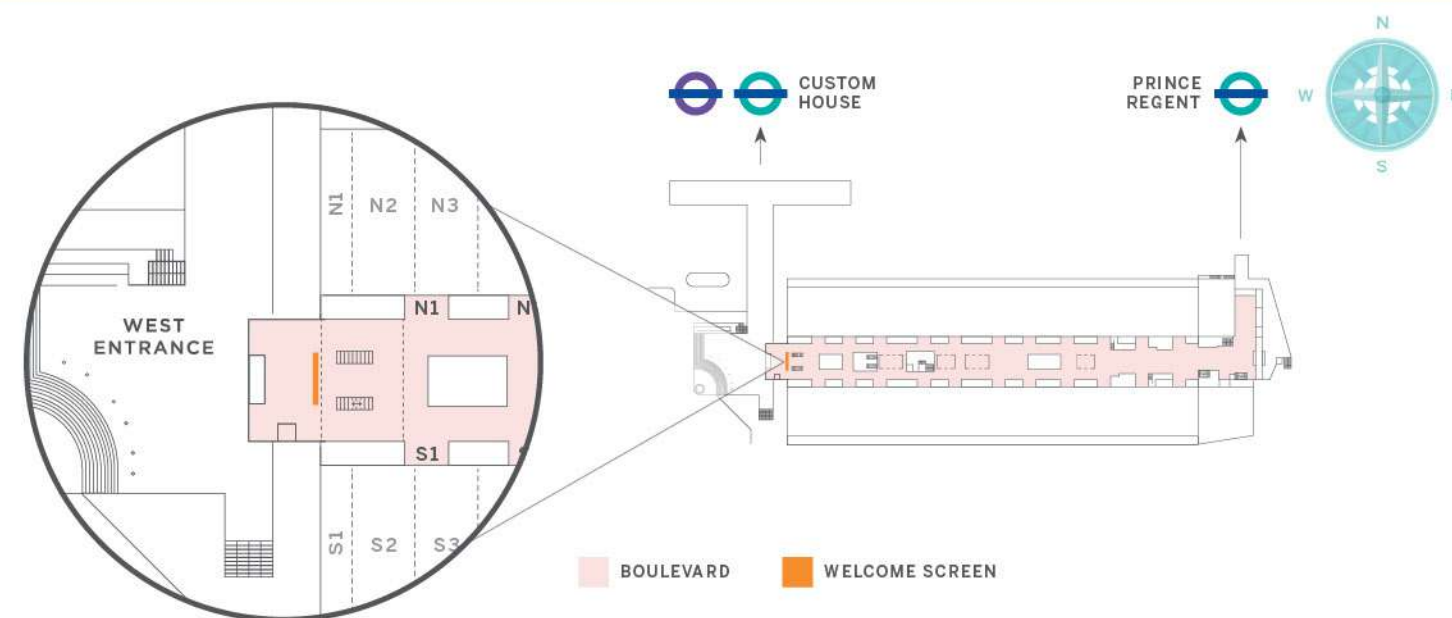 N
CUSTOM
HOUSE
PRINCE
REGENT
W
S
N1
N2
N3
N1
N
WEST
ENTRANCE
S1
S1
S2
S3
BOULEVARD
WELCOME SCREEN